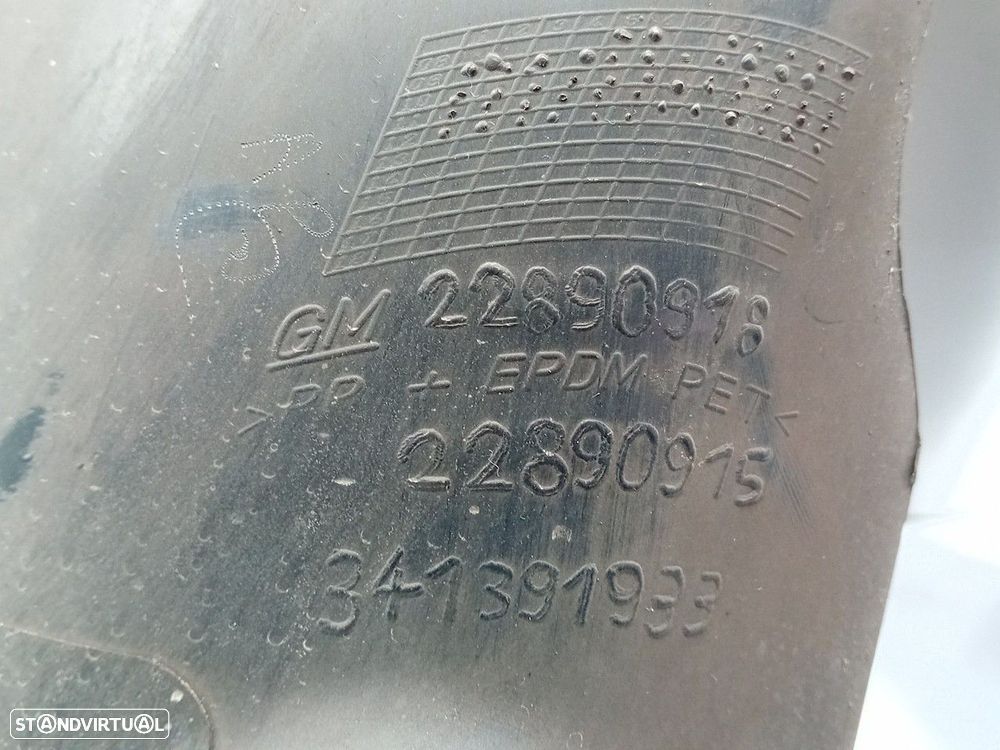 GM 22890918
>PP + EPDM PET<
22890915
341391933
STANDVIRTUAL